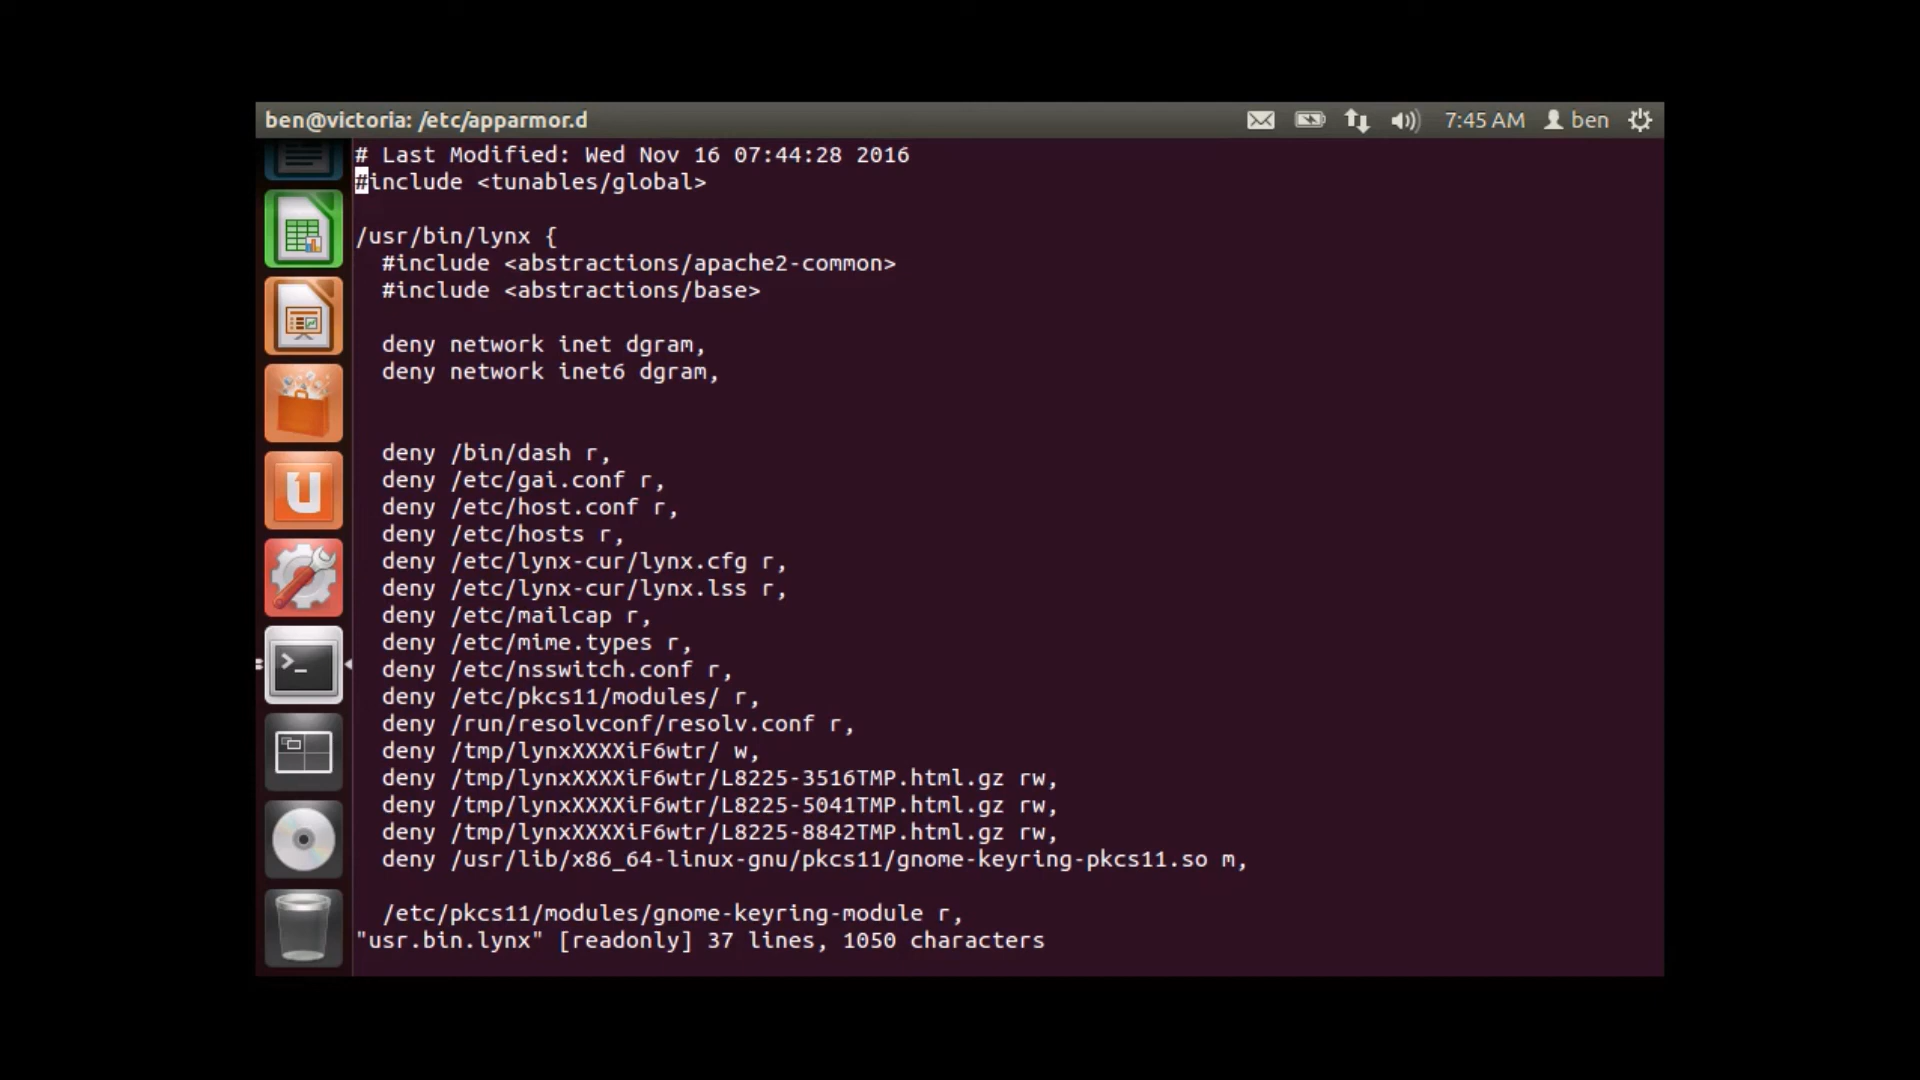 ben@victoria: /etc/apparmor.d
7:45 AM
ben
# Last Modified: Wed Nov 16 07:44:28 2016
#include <tunables/global>
/usr/bin/lynx {
#include <abstractions/apache2-common>
#include <abstractions/base>
deny network inet dgram,
deny network inet6 dgram,
deny /bin/dash r,
deny /etc/gai.conf r,
deny /etc/host.conf r,
deny /etc/hosts r,
deny /etc/lynx-cur/lynx.cfg r,
deny /etc/lynx-cur/lynx.lss r,
deny /etc/mailcap r,
deny /etc/mime.types r,
deny /etc/nsswitch.conf r,
deny /etc/pkcs11/modules/ r,
deny /run/resolvconf/resolv.conf r,
deny /tmp/lynxXXXXiF6wtr/ w,
deny /tmp/lynxXXXXiF6wtr/L8225-3516TMP.html.gz rw,
deny /tmp/lynxXXXXiF6wtr/L8225-5041TMP.html.gz rw,
deny /tmp/lynxXXXXiF6wtr/L8225-8842TMP.html.gz rw,
deny /usr/lib/x86_64-linux-gnu/pkcs11/gnome-keyring-pkcs11.so m,
/etc/pkcs11/modules/gnome-keyring-module r,
"usr.bin.lynx" [readonly] 37 lines, 1050 characters